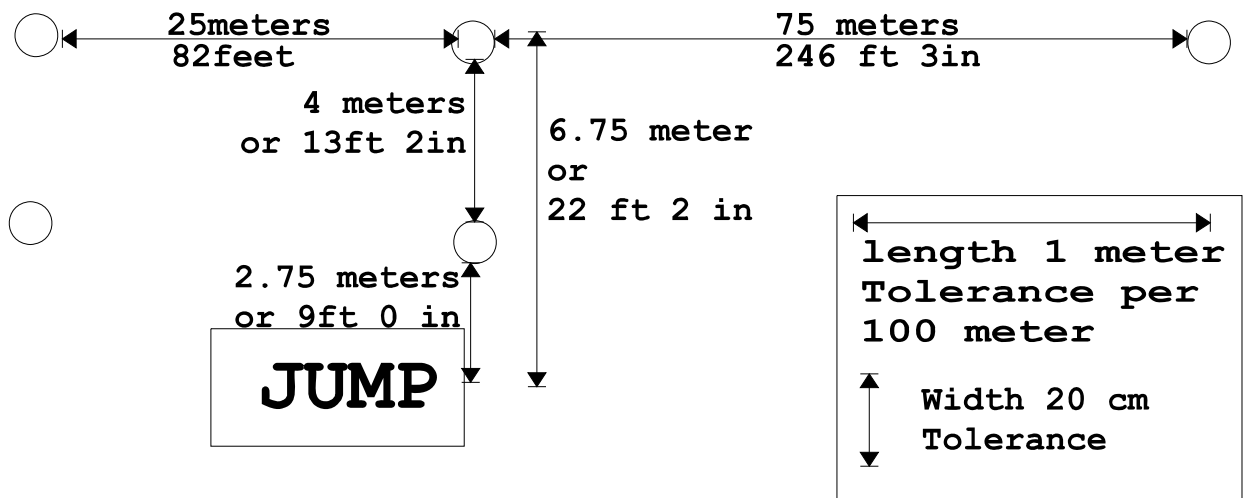 25meters
82feet
75 meters
246 ft 3in
4 meters
or 13ft 2in
6.75 meter
or
22 ft 2 in
2.75 meters
or 9ft 0 in
JUMP
length 1 meter
Tolerance per
100 meter
Width 20 cm
Tolerance